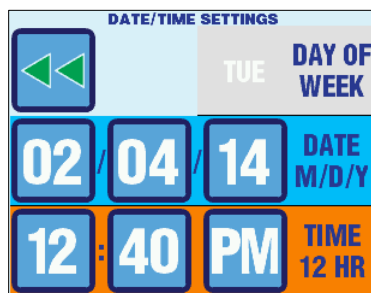 DATE/TIME SETTINGS
TUE DAY OF
WEEK
02 / 04 / 14 DATE
M/D/Y
12 : 40 PM TIME
12 HR